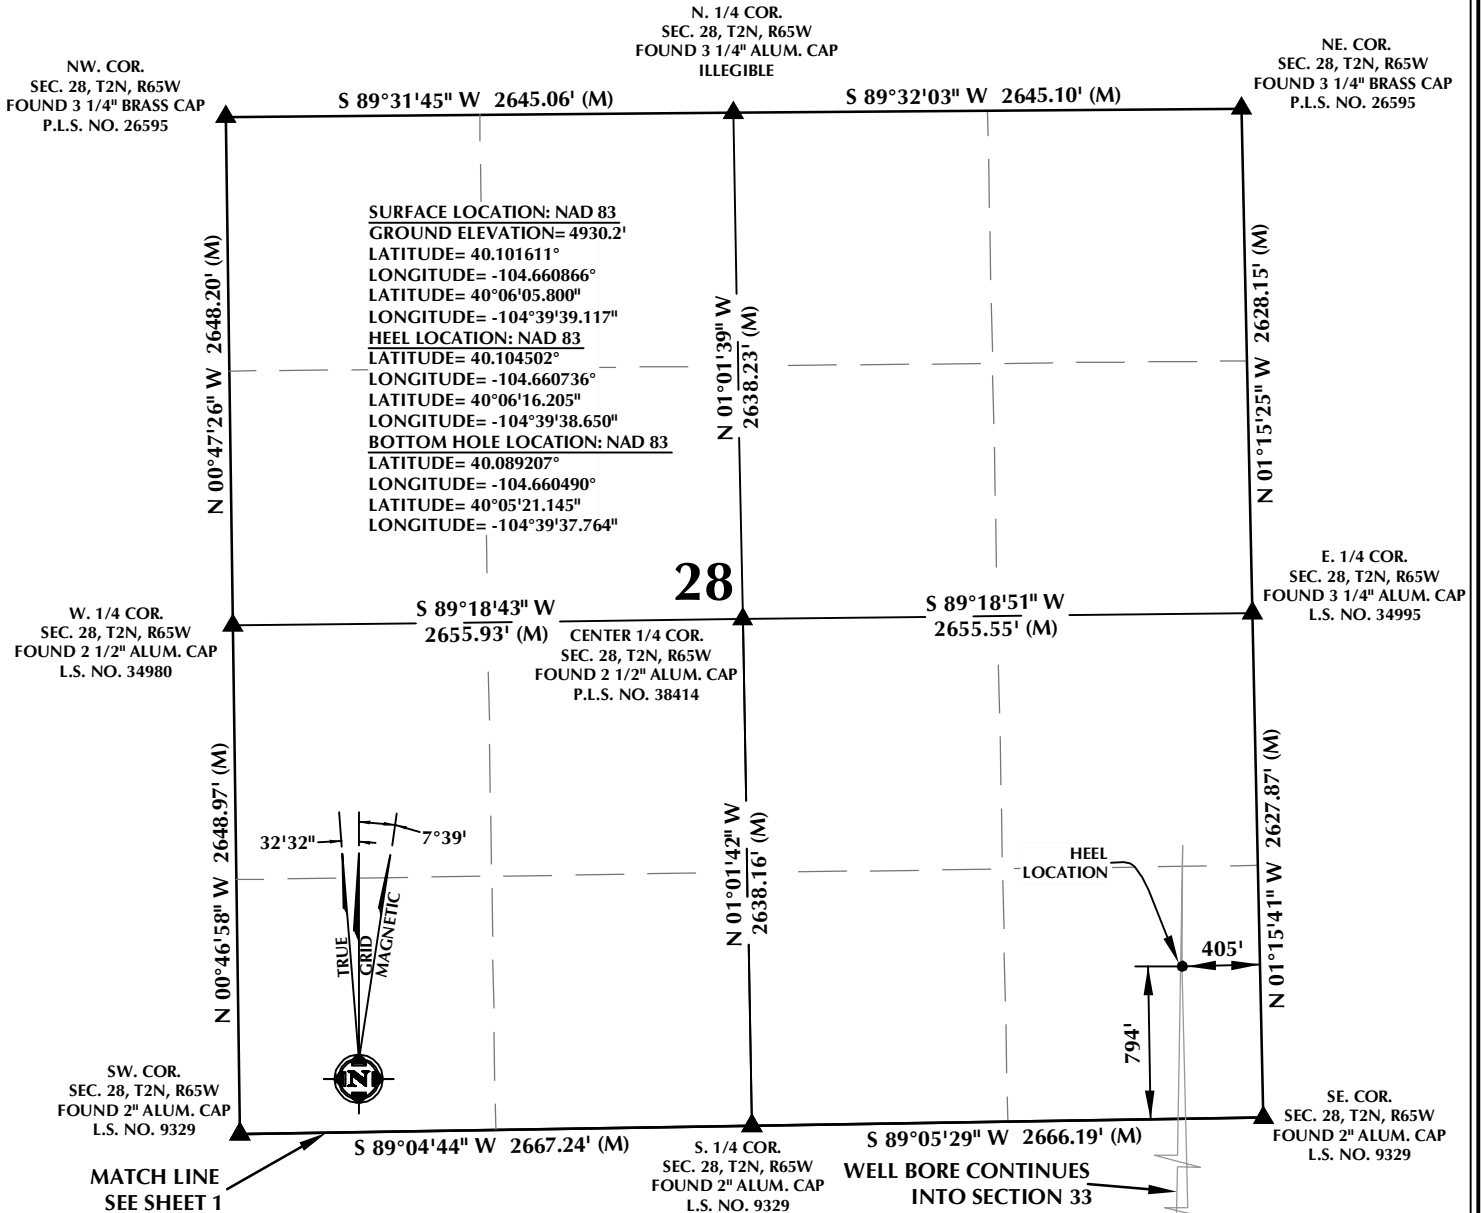 N. 1/4 COR.
SEC. 28, T2N, R65W
FOUND 3 1/4" ALUM. CAP
ILLEGIBLE
NW. COR.
SEC. 28, T2N, R65W
FOUND 3 1/4" BRASS CAP
P.L.S. NO. 26595
NE. COR.
SEC. 28, T2N, R65W
FOUND 3 1/4" BRASS CAP
P.L.S. NO. 26595
S 89°31'45" W 2645.06' (M)
S 89°32'03" W 2645.10' (M)
N 00°47'26" W 2648.20' (M)
SURFACE LOCATION: NAD 83
GROUND ELEVATION= 4930.2'
LATITUDE= 40.101611°
LONGITUDE= -104.660866°
LATITUDE= 40°06'05.800"
LONGITUDE= -104°39'39.117"
HEEL LOCATION: NAD 83
LATITUDE= 40.104502°
LONGITUDE= -104.660736°
LATITUDE= 40°06'16.205"
LONGITUDE= -104°39'38.650"
BOTTOM HOLE LOCATION: NAD 83
LATITUDE= 40.089207°
LONGITUDE= -104.660490°
LATITUDE= 40°05'21.145"
LONGITUDE= -104°39'37.764"
N 01°01'39" W
2638.23' (M)
N 01°15'25" W 2628.15' (M)
28
W. 1/4 COR.
SEC. 28, T2N, R65W
FOUND 2 1/2" ALUM. CAP
L.S. NO. 34980
S 89°18'43" W
2655.93' (M)
CENTER 1/4 COR.
SEC. 28, T2N, R65W
FOUND 2 1/2" ALUM. CAP
P.L.S. NO. 38414
S 89°18'51" W
2655.55' (M)
E. 1/4 COR.
SEC. 28, T2N, R65W
FOUND 3 1/4" ALUM. CAP
L.S. NO. 34995
N 00°46'58" W 2648.97' (M)
32'32"
7°39'
TRUE
GRID
MAGNETIC
N
N 01°01'42" W
2638.16' (M)
HEEL
LOCATION
405'
794'
N 01°15'41" W 2627.87' (M)
SW. COR.
SEC. 28, T2N, R65W
FOUND 2" ALUM. CAP
L.S. NO. 9329
S 89°04'44" W 2667.24' (M)
S. 1/4 COR.
SEC. 28, T2N, R65W
FOUND 2" ALUM. CAP
L.S. NO. 9329
S 89°05'29" W 2666.19' (M)
SE. COR.
SEC. 28, T2N, R65W
FOUND 2" ALUM. CAP
L.S. NO. 9329
MATCH LINE
SEE SHEET 1
WELL BORE CONTINUES
INTO SECTION 33